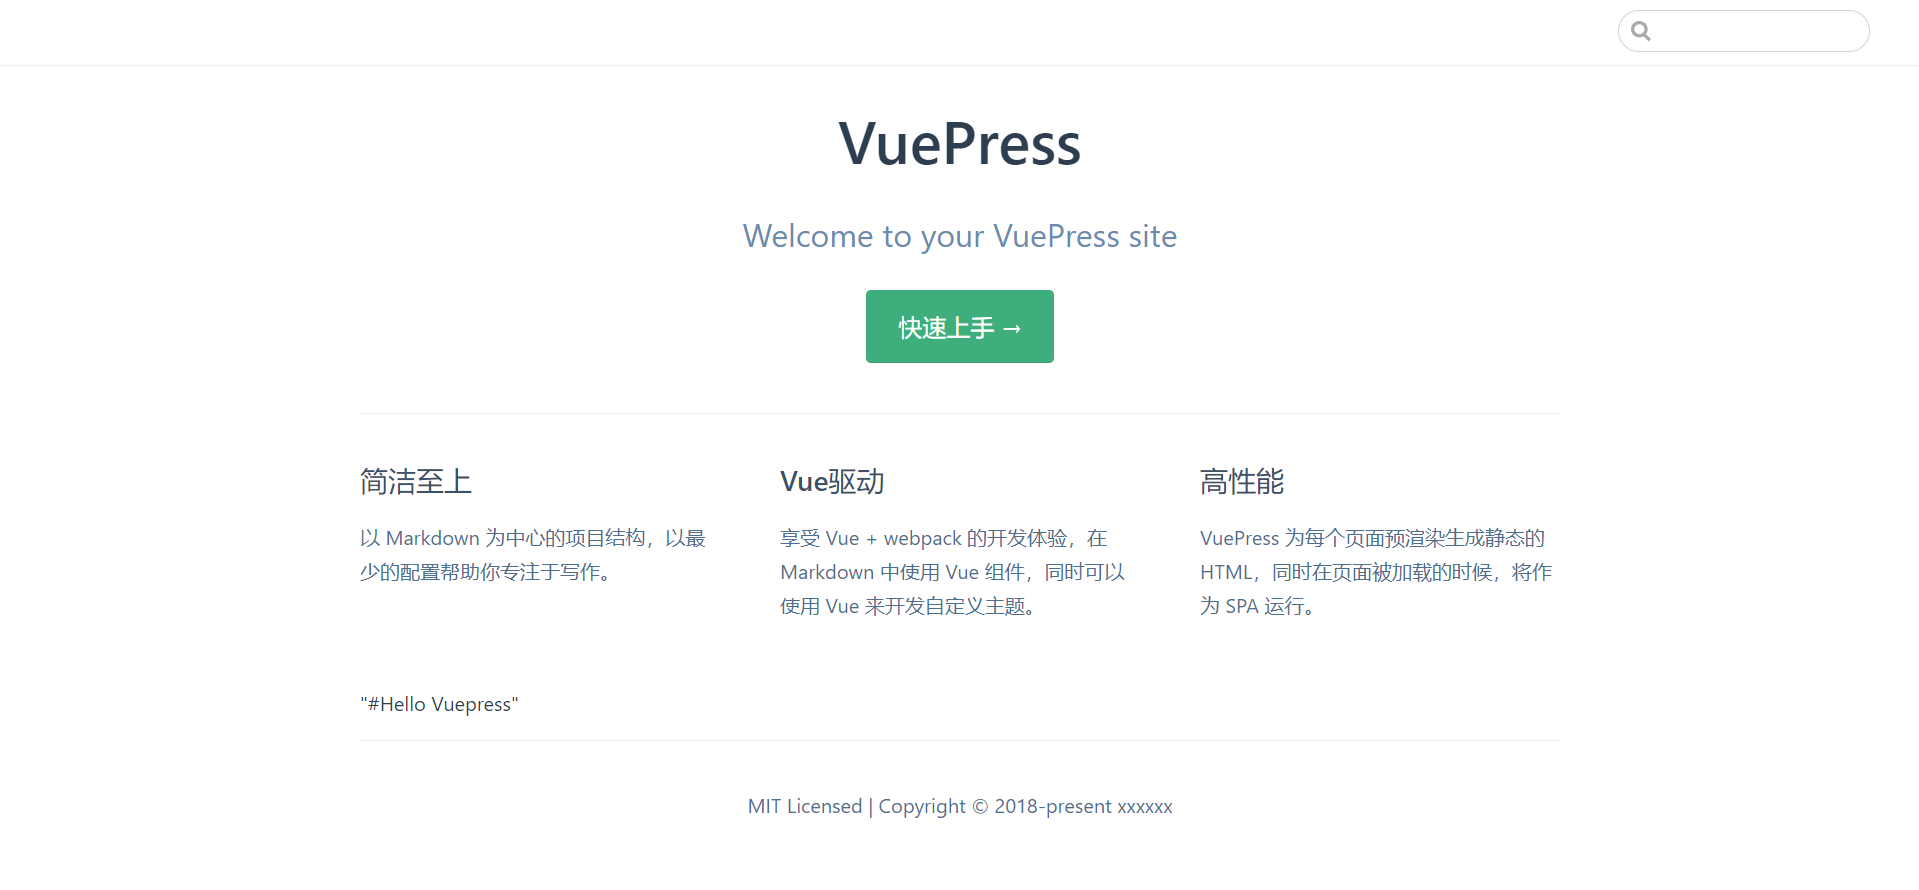 VuePress
Welcome to your VuePress site
快速上手 →
简洁至上
以 Markdown 为中心的项目结构，以最
少的配置帮助你专注于写作。
Vue驱动
享受 Vue + webpack 的开发体验，在
Markdown 中使用 Vue 组件，同时可以
使用 Vue 来开发自定义主题。
高性能
VuePress 为每个页面预渲染生成静态的
HTML，同时在页面被加载的时候，将作
为 SPA 运行。
"#Hello Vuepress"
MIT Licensed | Copyright © 2018-present xxxxxx